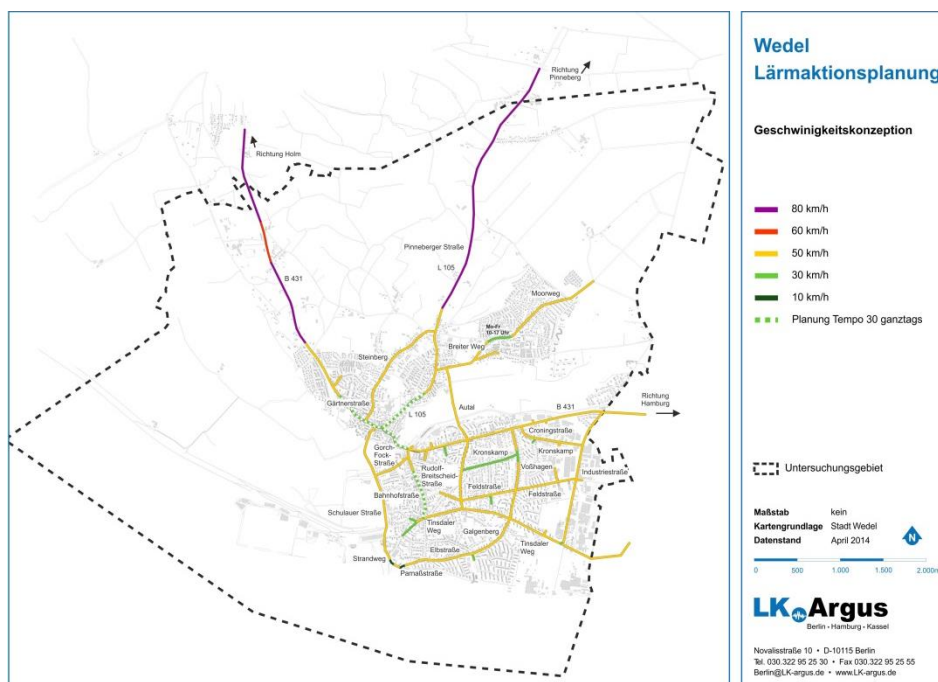 Wedel
Lärmaktionsplanung
Geschwinigkeitskonzeption
80 km/h
60 km/h
50 km/h
30 km/h
10 km/h
Planung Tempo 30 ganztags
Untersuchungsgebiet
Maßstab kein
Kartengrundlage Stadt Wedel
Datenstand April 2014
N
0 500 1.000 1.500 2.000m
LK Argus
Berlin • Hamburg • Kassel
Novalisstraße 10 • D-10115 Berlin
Tel. 030.322 95 25 30 • Fax 030.322 95 25 55
Berlin@LK-argus.de • www.LK-argus.de
Richtung
Pinneberg
Richtung Holm
Pinneberger Straße
L 105
B 431
Moorweg
Mo-Fr
10-17 Uhr
Breiter Weg
Steinberg
Gärtnerstraße
Autal
L 105
B 431
Richtung
Hamburg
Croningstraße
Gorch-
Fock-
Straße
Rudolf-
Breitscheid-
Straße
Kronskamp
Kronskamp
Voßhagen
Industriestraße
Bahnhofstraße
Feldstraße
Feldstraße
Schulauer Straße
Tinsdaler
Weg
Galgenberg
Tinsdaler
Weg
Elbstraße
Strandweg
Parnaßstraße